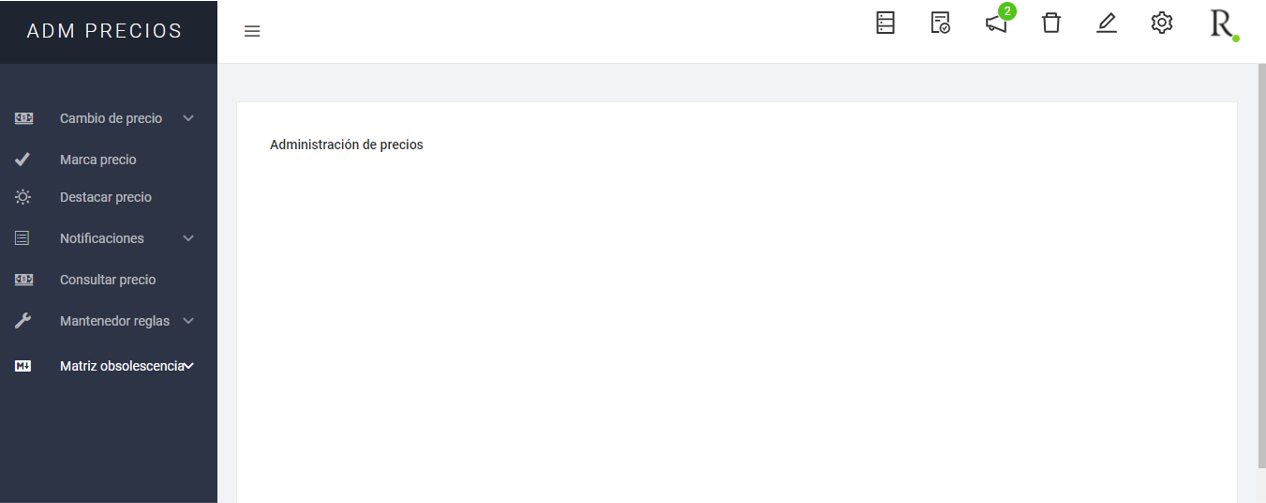 ADM PRECIOS
2
R
Cambio de precio
Marca precio
Destacar precio
Notificaciones
Consultar precio
Mantenedor reglas
M
Matriz obsolescencia
Administración de precios